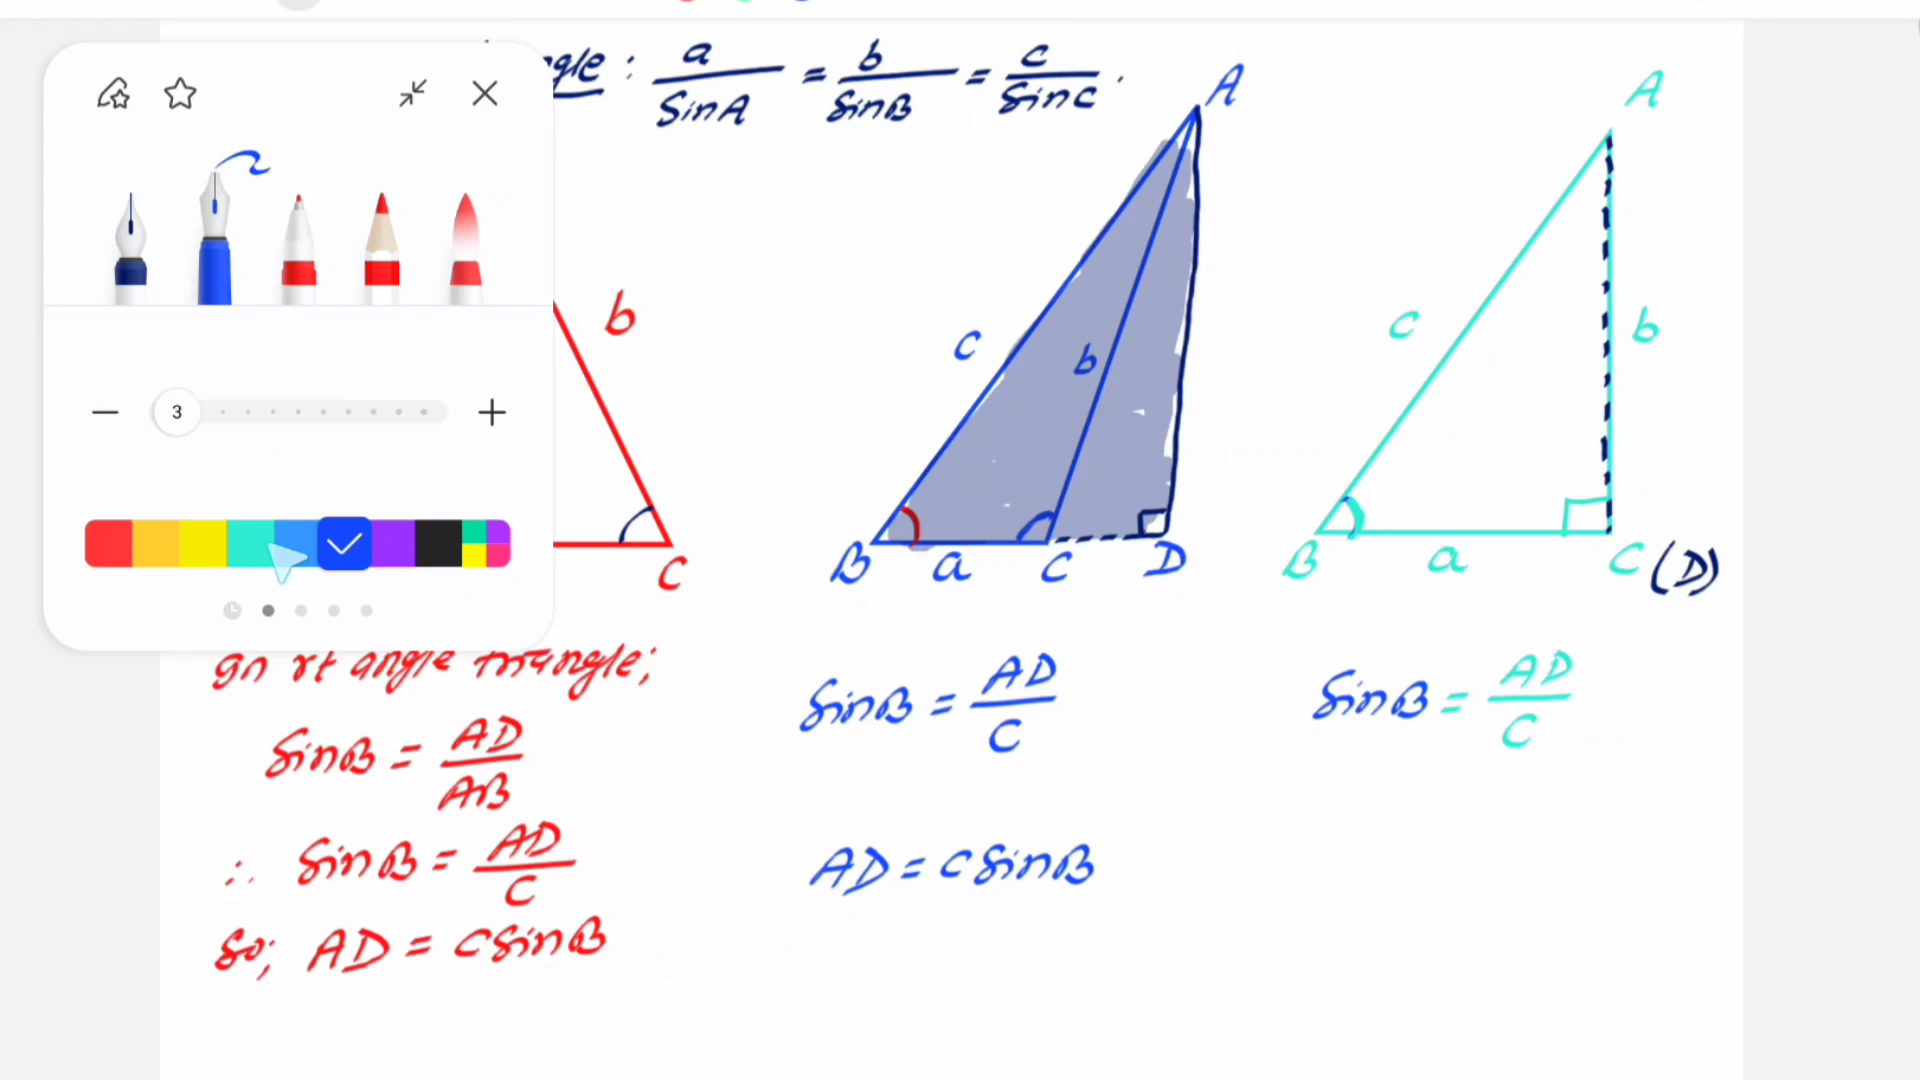 gle : a/SinA = b/SinB = c/SinC .
A
A
b
c
b
c
b
3
C
B a C D
B a C (D)
gn rt angle triangle;
SinB = AD/AB
∴ SinB = AD/C
So; AD = CSinB
SinB = AD/C
AD = CSinB
SinB = AD/C